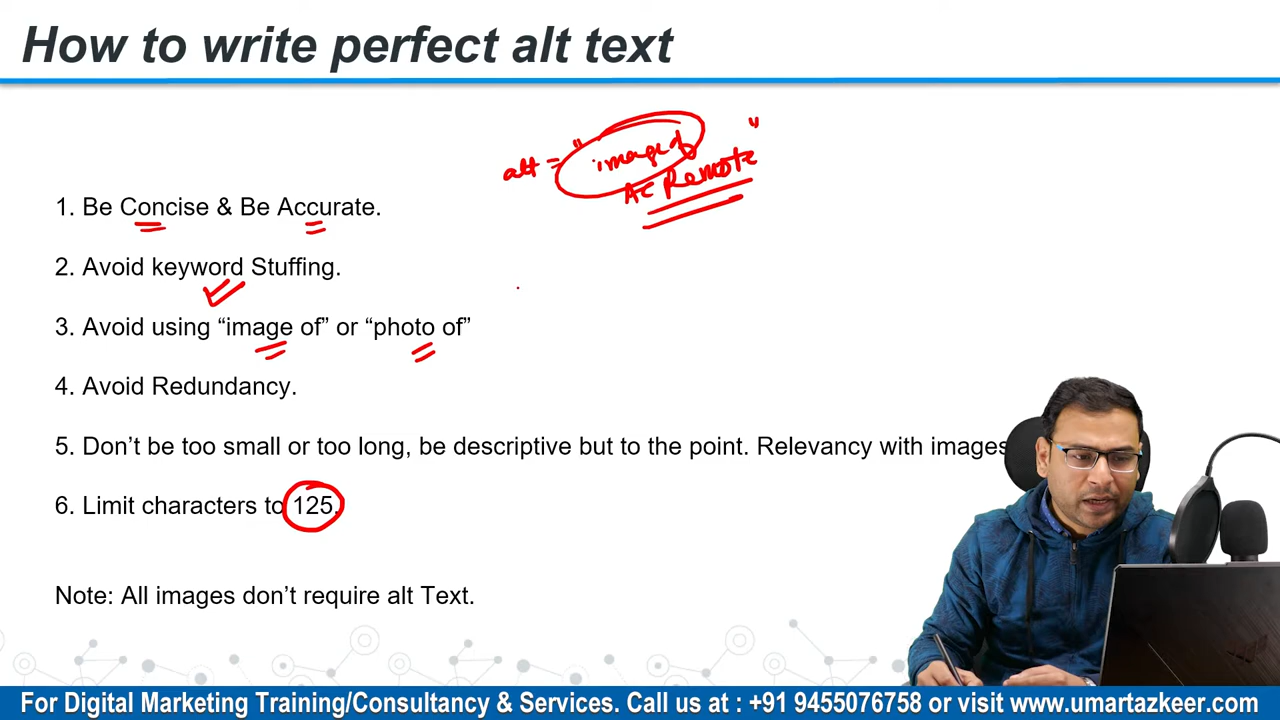 How to write perfect alt text
alt = "image of
AC Remote"
1. Be Concise & Be Accurate.
2. Avoid keyword Stuffing.
3. Avoid using “image of” or “photo of”
4. Avoid Redundancy.
5. Don’t be too small or too long, be descriptive but to the point. Relevancy with images
6. Limit characters to 125.
Note: All images don’t require alt Text.
For Digital Marketing Training/Consultancy & Services. Call us at : +91 9455076758 or visit www.umartazkeer.com